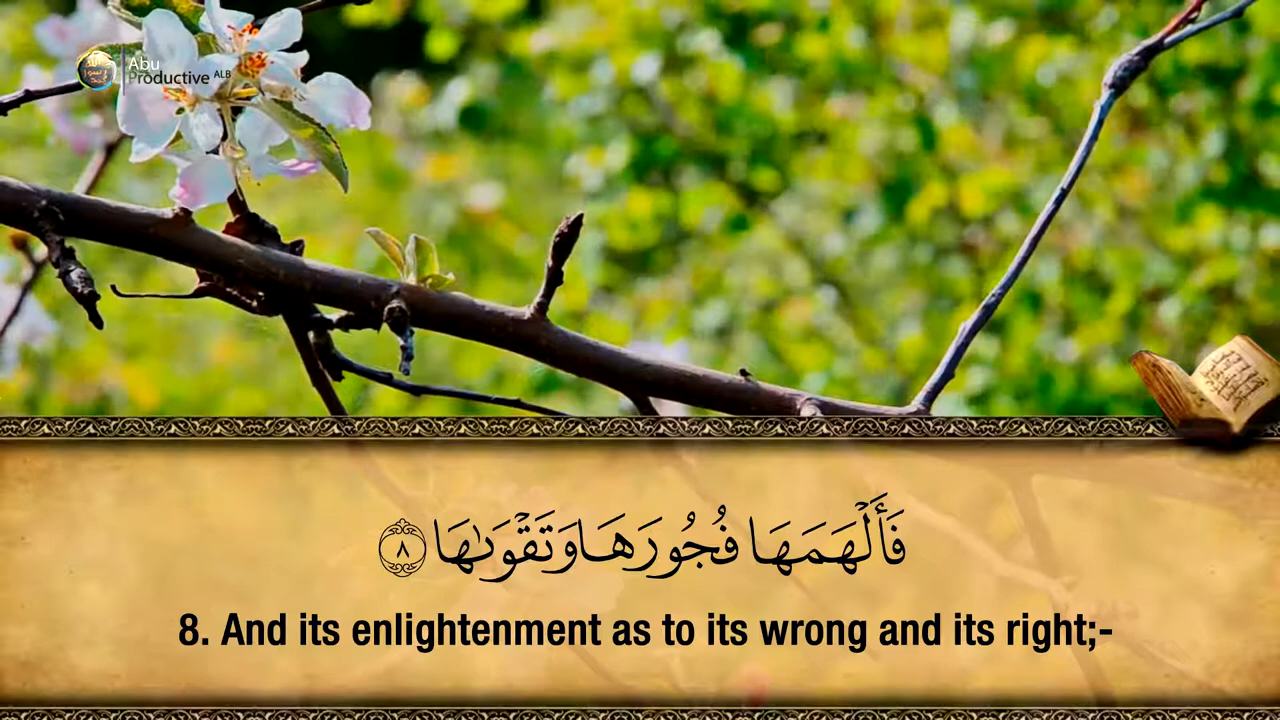 Abu
Productive ALB
فَأَلْهَمَهَا فُجُورَهَا وَتَقْوَىٰهَا ٨
8. And its enlightenment as to its wrong and its right;-